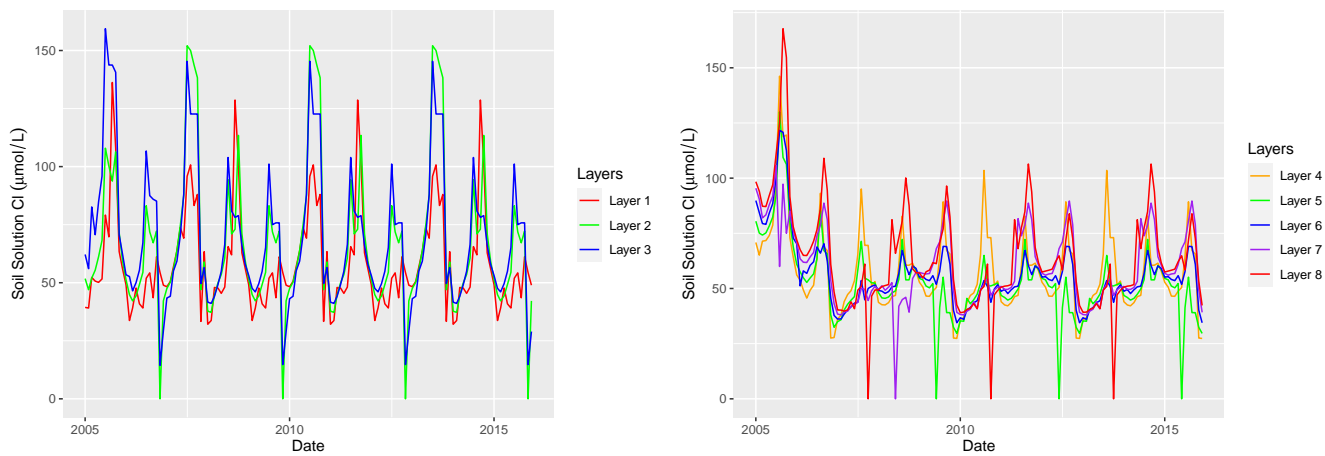 Soil Solution Cl (μmol/L)
150
100
50
0
2005
2010
2015
Date
Layers
Layer 1
Layer 2
Layer 3
Soil Solution Cl (μmol/L)
150
100
50
0
2005
2010
2015
Date
Layers
Layer 4
Layer 5
Layer 6
Layer 7
Layer 8